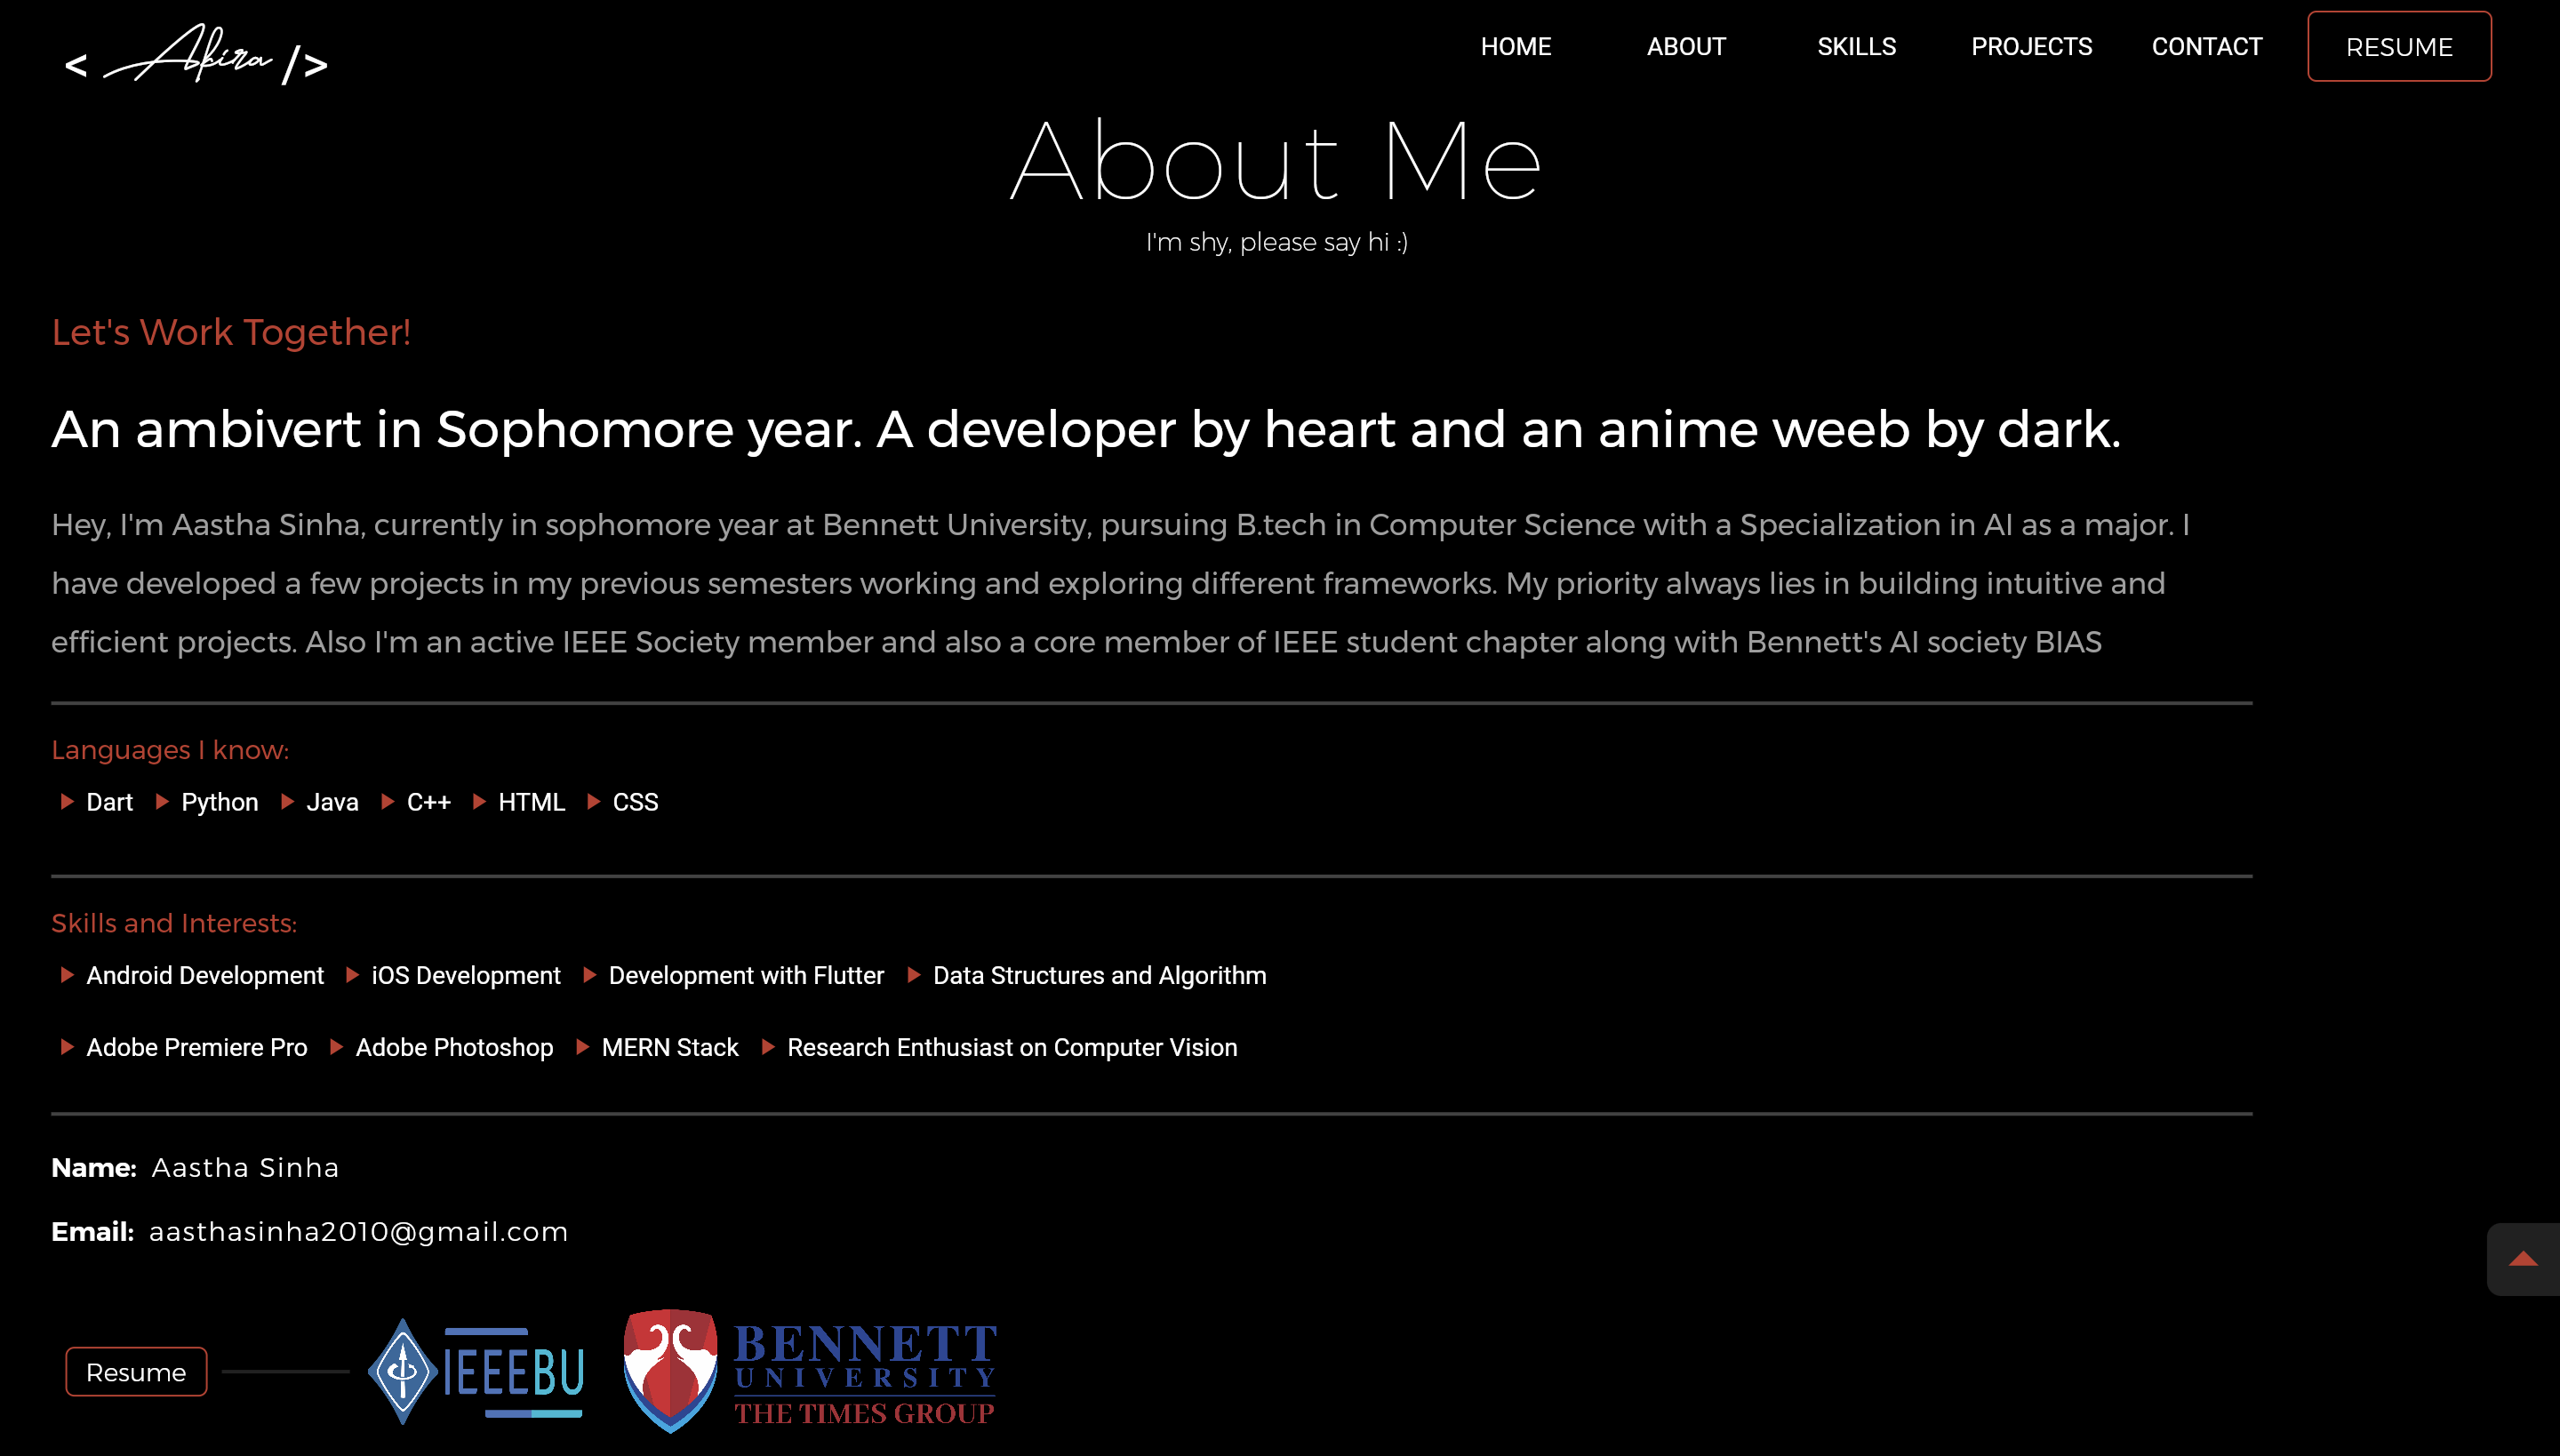 < Akira />
HOME ABOUT SKILLS PROJECTS CONTACT RESUME
About Me
I'm shy, please say hi :)
Let's Work Together!
An ambivert in Sophomore year. A developer by heart and an anime weeb by dark.
Hey, I'm Aastha Sinha, currently in sophomore year at Bennett University, pursuing B.tech in Computer Science with a Specialization in AI as a major. I
have developed a few projects in my previous semesters working and exploring different frameworks. My priority always lies in building intuitive and
efficient projects. Also I'm an active IEEE Society member and also a core member of IEEE student chapter along with Bennett's AI society BIAS
Languages I know:
Dart Python Java C++ HTML CSS
Skills and Interests:
Android Development iOS Development Development with Flutter Data Structures and Algorithm
Adobe Premiere Pro Adobe Photoshop MERN Stack Research Enthusiast on Computer Vision
Name: Aastha Sinha
Email: aasthasinha2010@gmail.com
Resume
IEEEBU
BENNETT
UNIVERSITY
THE TIMES GROUP